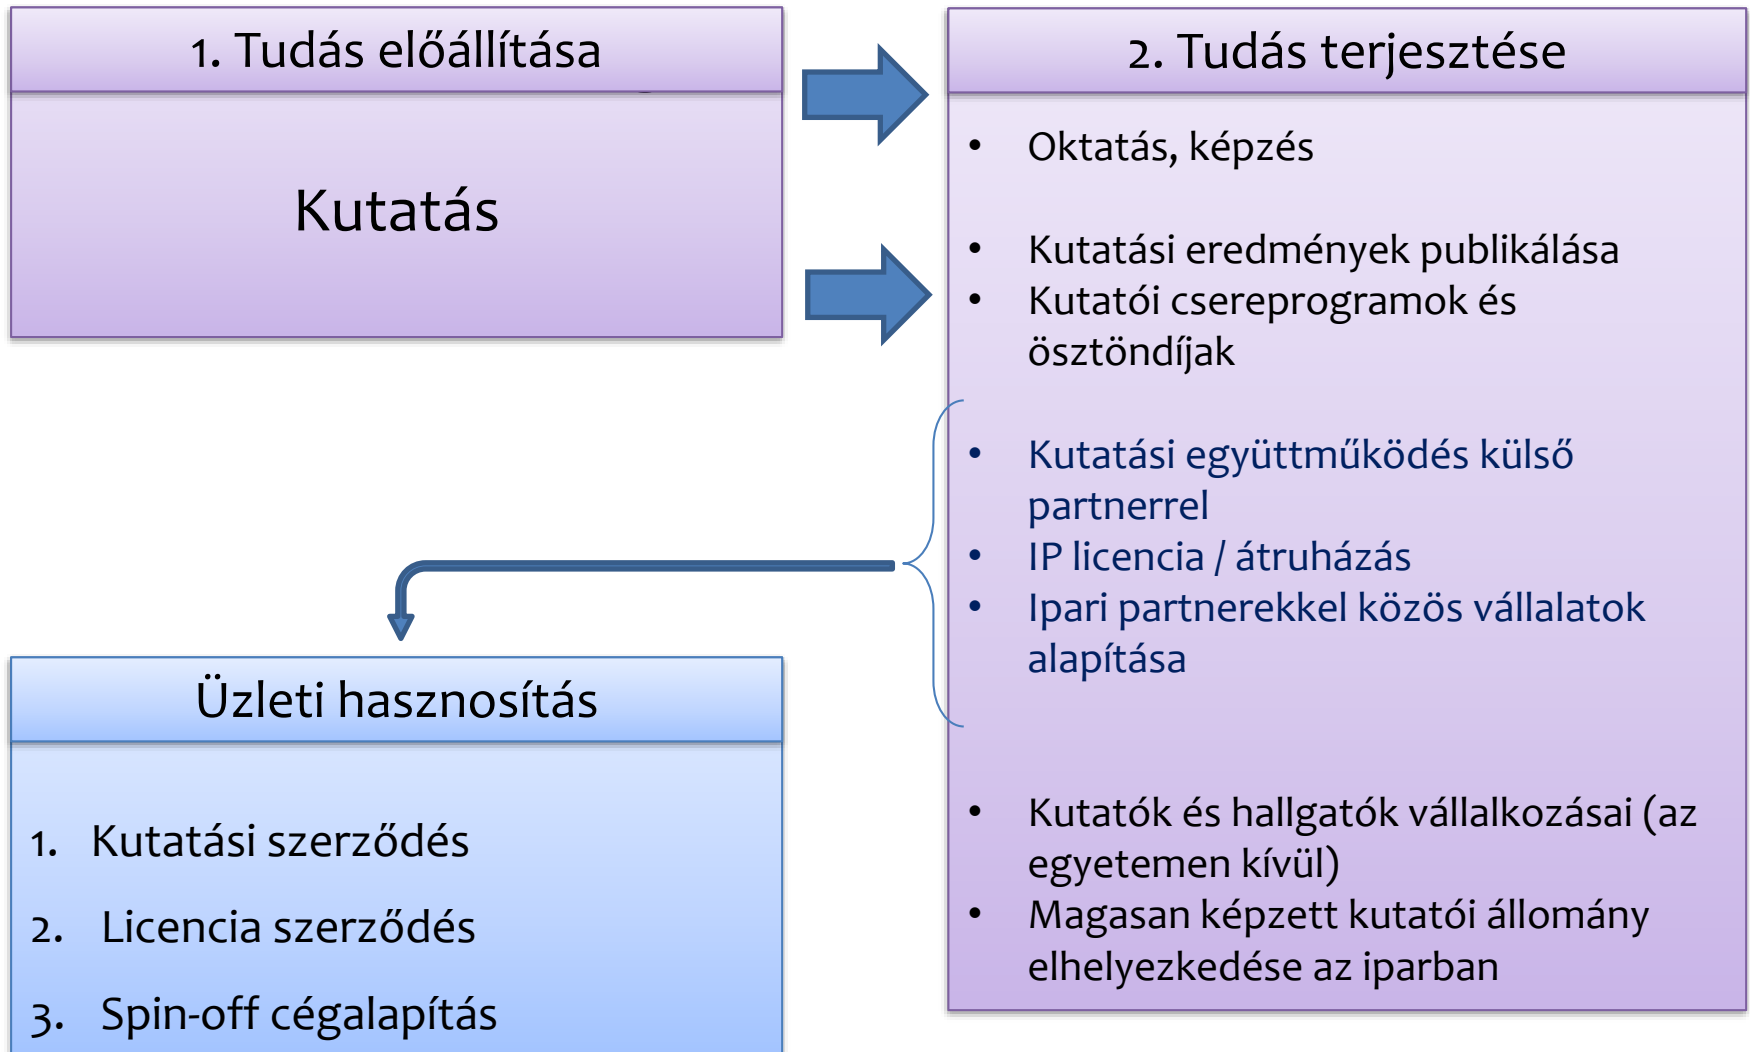 1. Tudás előállítása
Kutatás
2. Tudás terjesztése
• Oktatás, képzés
• Kutatási eredmények publikálása
• Kutatói csereprogramok és
ösztöndíjak
• Kutatási együttműködés külső
partnerrel
• IP licencia / átruházás
• Ipari partnerekkel közös vállalatok
alapítása
• Kutatók és hallgatók vállalkozásai (az
egyetemen kívül)
• Magasan képzett kutatói állomány
elhelyezkedése az iparban
Üzleti hasznosítás
1. Kutatási szerződés
2. Licencia szerződés
3. Spin-off cégalapítás